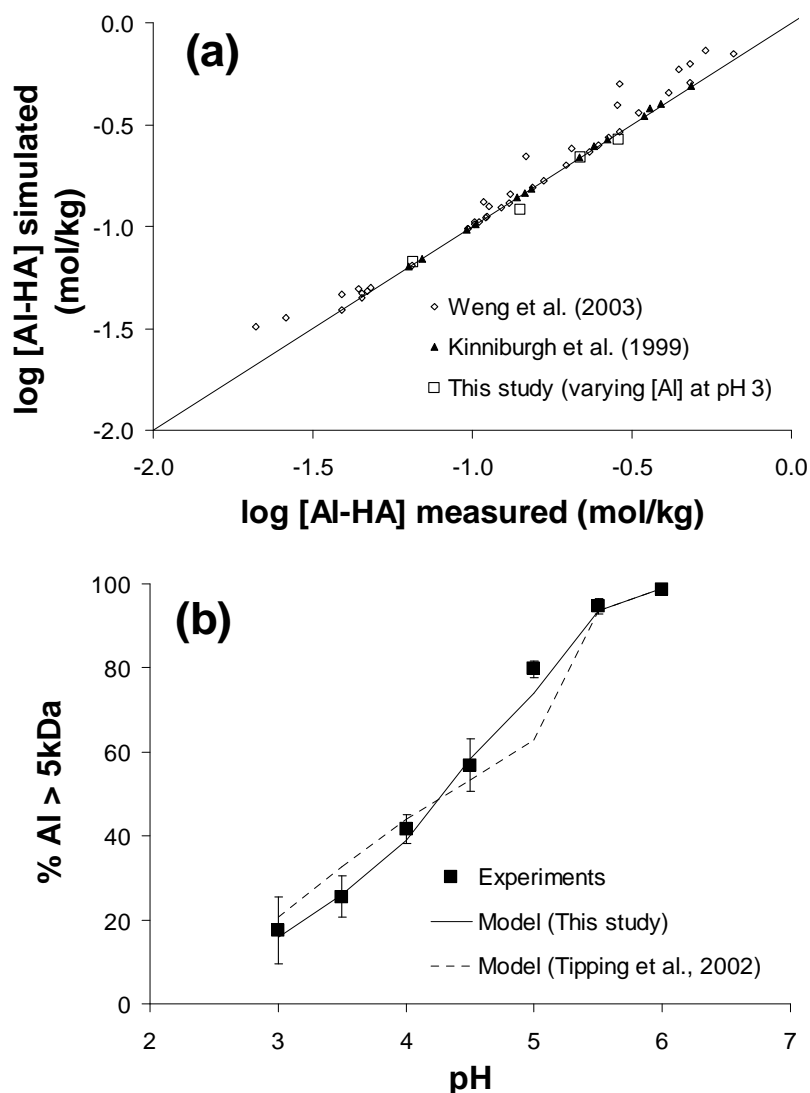 (a)
log [Al-HA] simulated
(mol/kg)
0.0
-0.5
-1.0
-1.5
-2.0
Weng et al. (2003)
Kinniburgh et al. (1999)
This study (varying [Al] at pH 3)
-2.0 -1.5 -1.0 -0.5 0.0
log [Al-HA] measured (mol/kg)
(b)
% Al > 5kDa
100
80
60
40
20
0
Experiments
Model (This study)
Model (Tipping et al., 2002)
2 3 4 5 6 7
pH